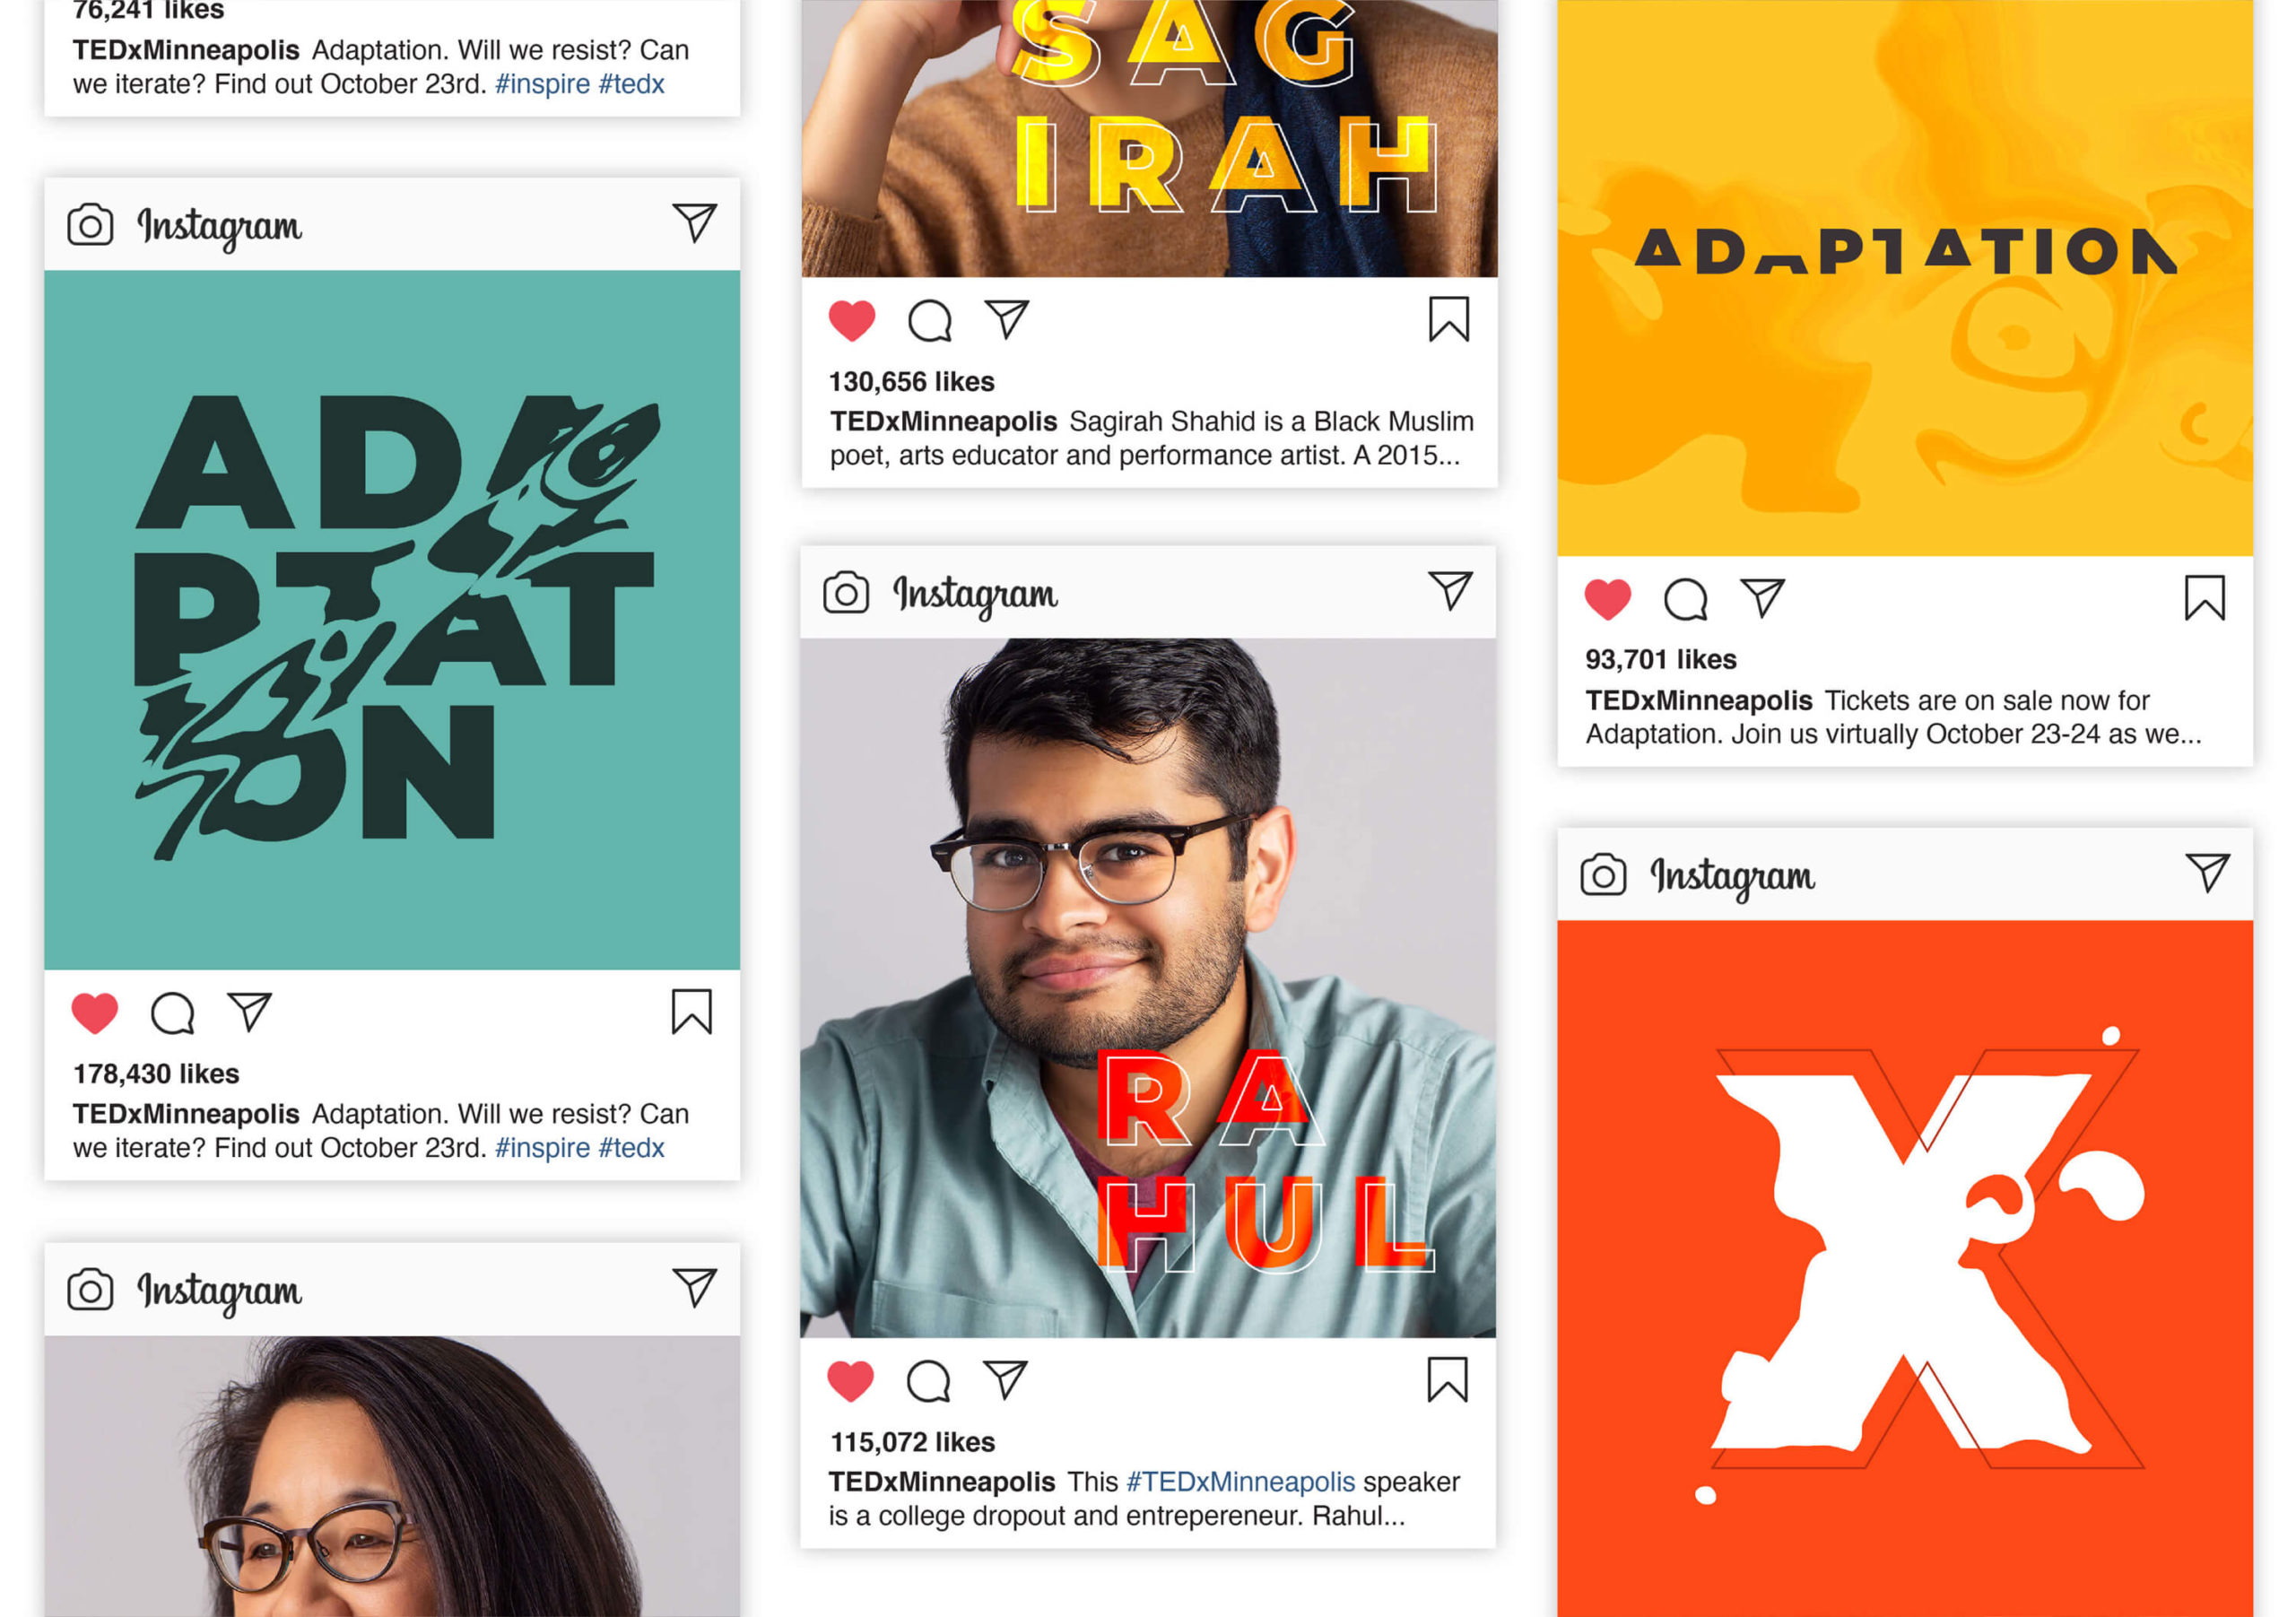 76,241 likes
TEDxMinneapolis Adaptation. Will we resist? Can
we iterate? Find out October 23rd. #inspire #tedx
Instagram
ADA
PTAT
ION
178,430 likes
TEDxMinneapolis Adaptation. Will we resist? Can
we iterate? Find out October 23rd. #inspire #tedx
Instagram
SAG
IRAH
130,656 likes
TEDxMinneapolis Sagirah Shahid is a Black Muslim
poet, arts educator and performance artist. A 2015...
Instagram
RA
HUL
115,072 likes
TEDxMinneapolis This #TEDxMinneapolis speaker
is a college dropout and entrepereneur. Rahul...
ADAPTATION
93,701 likes
TEDxMinneapolis Tickets are on sale now for
Adaptation. Join us virtually October 23-24 as we...
Instagram
X